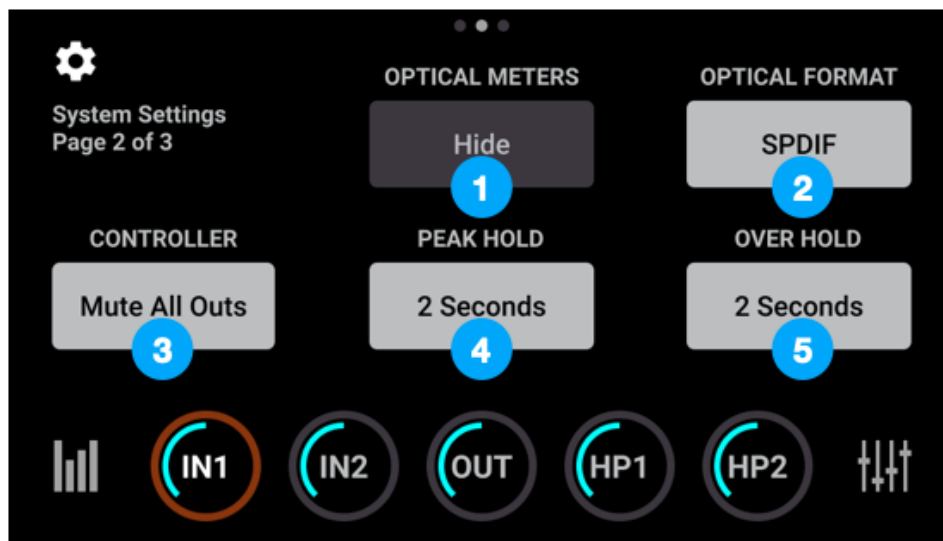 OPTICAL METERS
OPTICAL FORMAT
System Settings
Page 2 of 3
Hide
SPDIF
1
2
CONTROLLER
PEAK HOLD
OVER HOLD
Mute All Outs
2 Seconds
2 Seconds
3
4
5
IN1
IN2
OUT
HP1
HP2